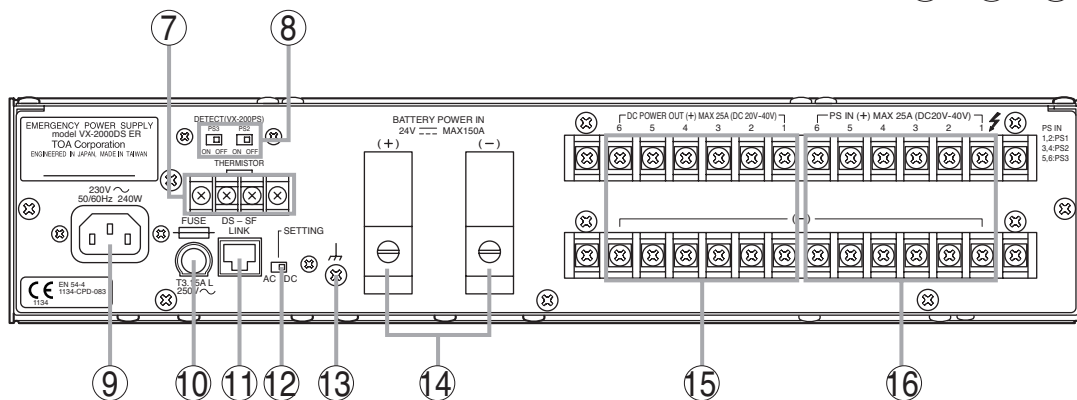 ⑦ ⑧
DETECT(VX-200PS)
PS3 PS2
ON OFF ON OFF
THERMISTOR
EMERGENCY POWER SUPPLY
model VX-2000DS ER
TOA Corporation
ENGINEERED IN JAPAN, MADE IN TAIWAN
230V ～
50/60Hz 240W
FUSE
T3.15A L
250V ～
DS – SF
LINK
SETTING
AC DC
CE
1134
EN 54-4
1134-CPD-083
BATTERY POWER IN
24V ⎓ MAX150A
(+) (–)
DC POWER OUT (+) MAX 25A (DC 20V-40V)
6 5 4 3 2 1
PS IN (+) MAX 25A (DC20V-40V)
6 5 4 3 2 1
(–)
PS IN
1,2:PS1
3,4:PS2
5,6:PS3
⑨ ⑩ ⑪ ⑫ ⑬ ⑭ ⑮ ⑯